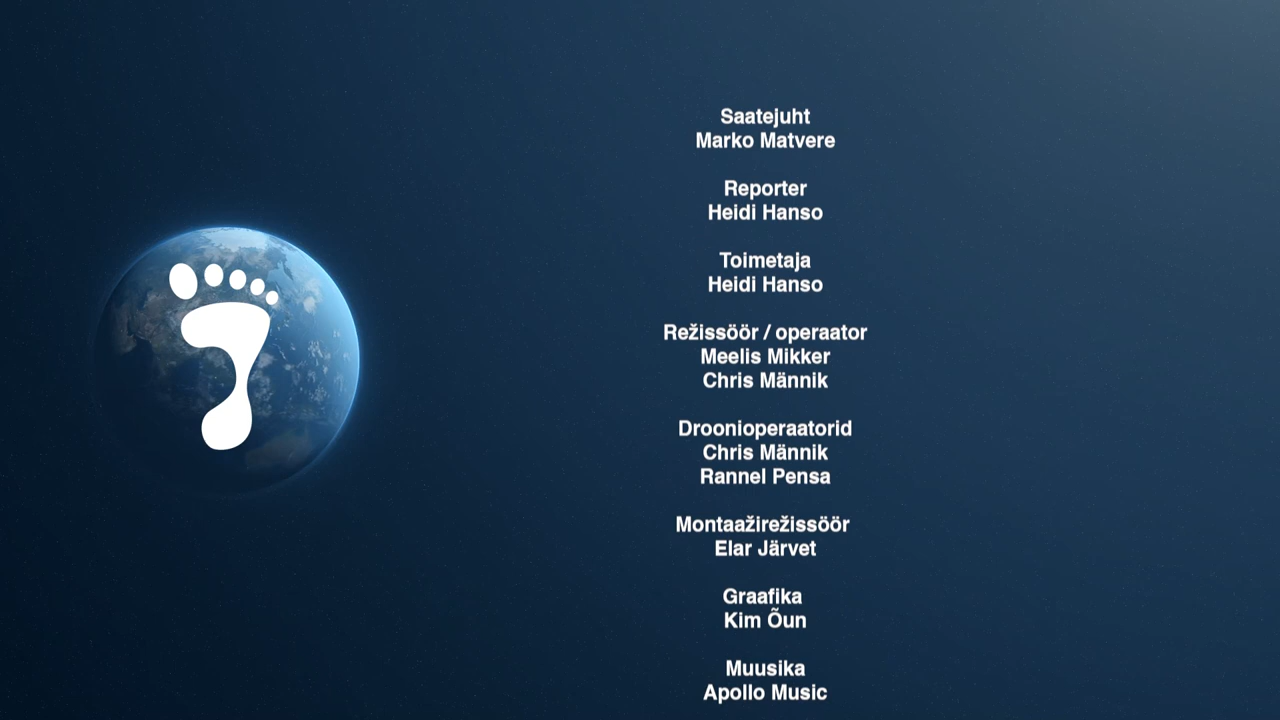 Saatejuht
Marko Matvere
Reporter
Heidi Hanso
Toimetaja
Heidi Hanso
Režissöör / operaator
Meelis Mikker
Chris Männik
Droonioperaatorid
Chris Männik
Rannel Pensa
Montaažirežissöör
Elar Järvet
Graafika
Kim Õun
Muusika
Apollo Music